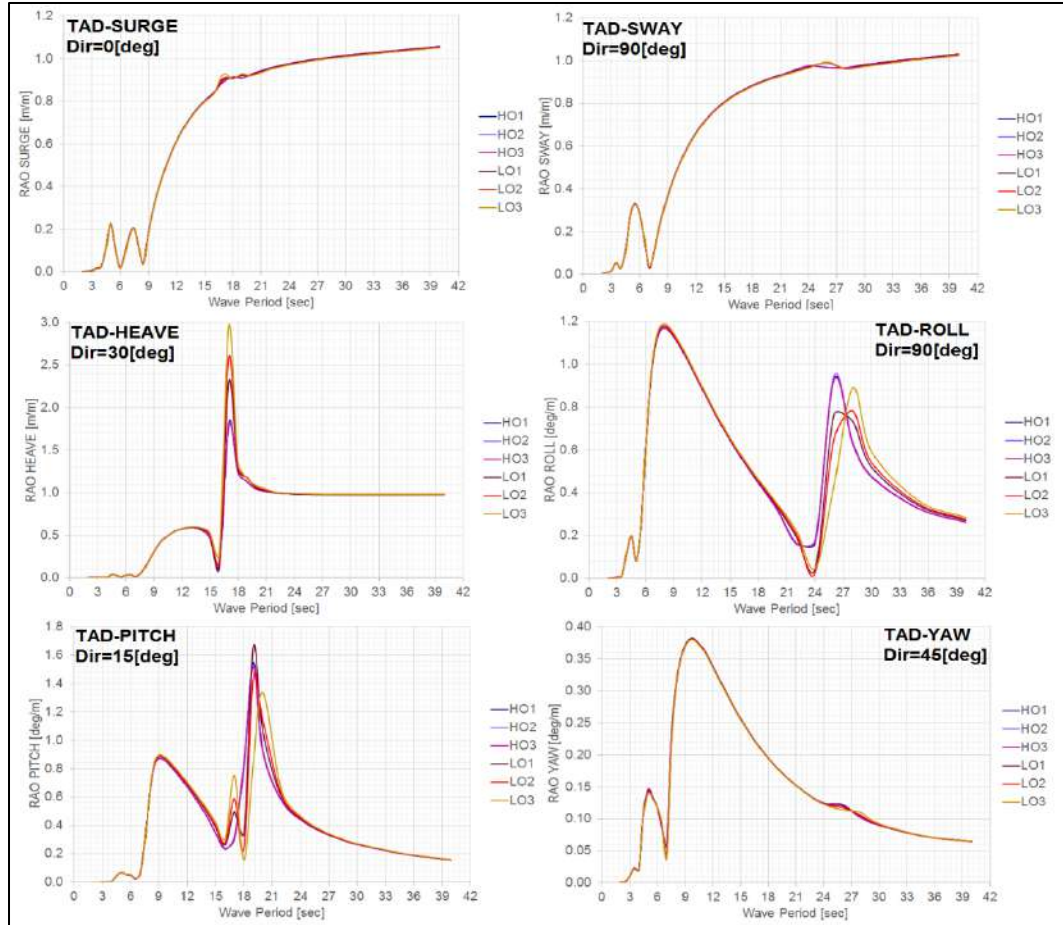 TAD-SURGE
Dir=0[deg]
RAO SURGE [m/m]
1.2
1.0
0.8
0.6
0.4
0.2
0.0
0 3 6 9 12 15 18 21 24 27 30 33 36 39 42
Wave Period [sec]
HO1
HO2
HO3
LO1
LO2
LO3
TAD-SWAY
Dir=90[deg]
RAO SWAY [m/m]
1.2
1.0
0.8
0.6
0.4
0.2
0.0
0 3 6 9 12 15 18 21 24 27 30 33 36 39 42
Wave Period [sec]
HO1
HO2
HO3
LO1
LO2
LO3
TAD-HEAVE
Dir=30[deg]
RAO HEAVE [m/m]
3.0
2.5
2.0
1.5
1.0
0.5
0.0
0 3 6 9 12 15 18 21 24 27 30 33 36 39 42
Wave Period [sec]
HO1
HO2
HO3
LO1
LO2
LO3
TAD-ROLL
Dir=90[deg]
RAO ROLL [deg/m]
1.2
1.0
0.8
0.6
0.4
0.2
0.0
0 3 6 9 12 15 18 21 24 27 30 33 36 39 42
Wave Period [sec]
HO1
HO2
HO3
LO1
LO2
LO3
TAD-PITCH
Dir=15[deg]
RAO PITCH [deg/m]
1.8
1.6
1.4
1.2
1.0
0.8
0.6
0.4
0.2
0.0
0 3 6 9 12 15 18 21 24 27 30 33 36 39 42
Wave Period [sec]
HO1
HO2
HO3
LO1
LO2
LO3
TAD-YAW
Dir=45[deg]
RAO YAW [deg/m]
0.40
0.35
0.30
0.25
0.20
0.15
0.10
0.05
0.00
0 3 6 9 12 15 18 21 24 27 30 33 36 39 42
Wave Period [sec]
HO1
HO2
HO3
LO1
LO2
LO3